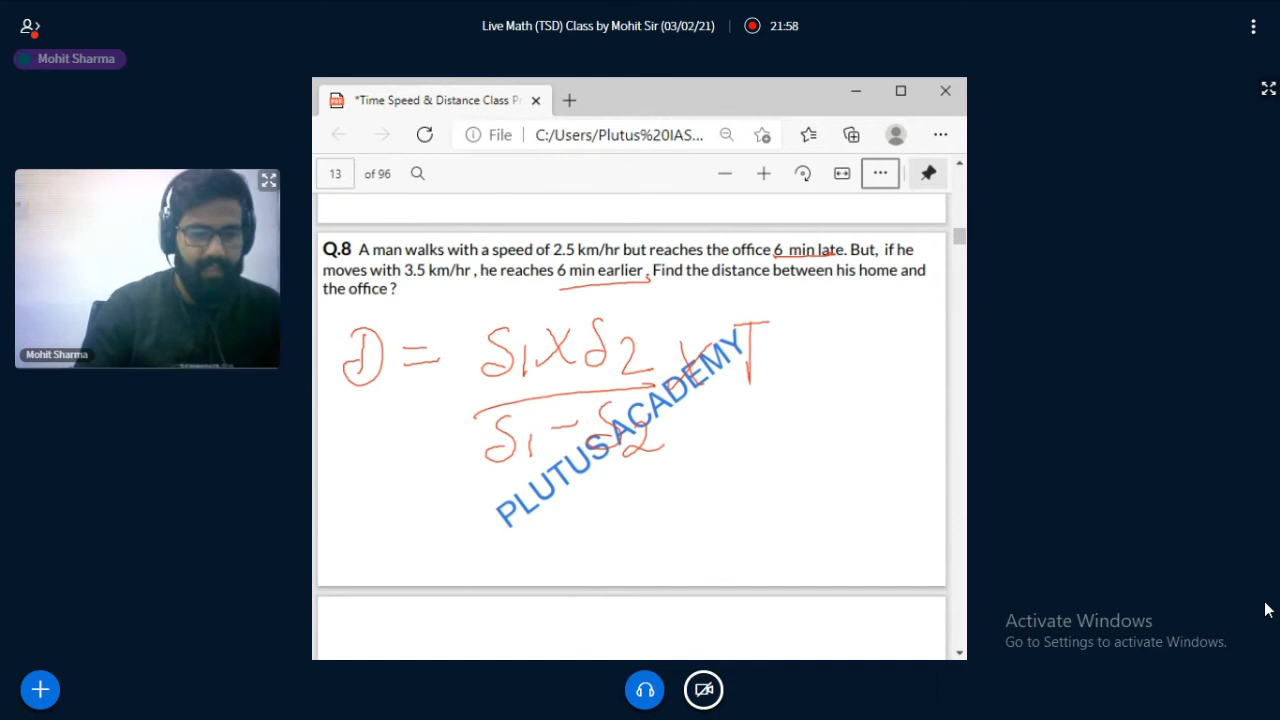 Live Math (TSD) Class by Mohit Sir (03/02/21)
21:58
Mohit Sharma
*Time Speed & Distance Class Pr
File
C:/Users/Plutus%20IAS...
13 of 96
Q.8 A man walks with a speed of 2.5 km/hr but reaches the office 6 min late. But, if he
moves with 3.5 km/hr , he reaches 6 min earlier . Find the distance between his home and
the office ?
D = S1 X S2 X T
S1 - S2
PLUTUS ACADEMY
Mohit Sharma
Activate Windows
Go to Settings to activate Windows.